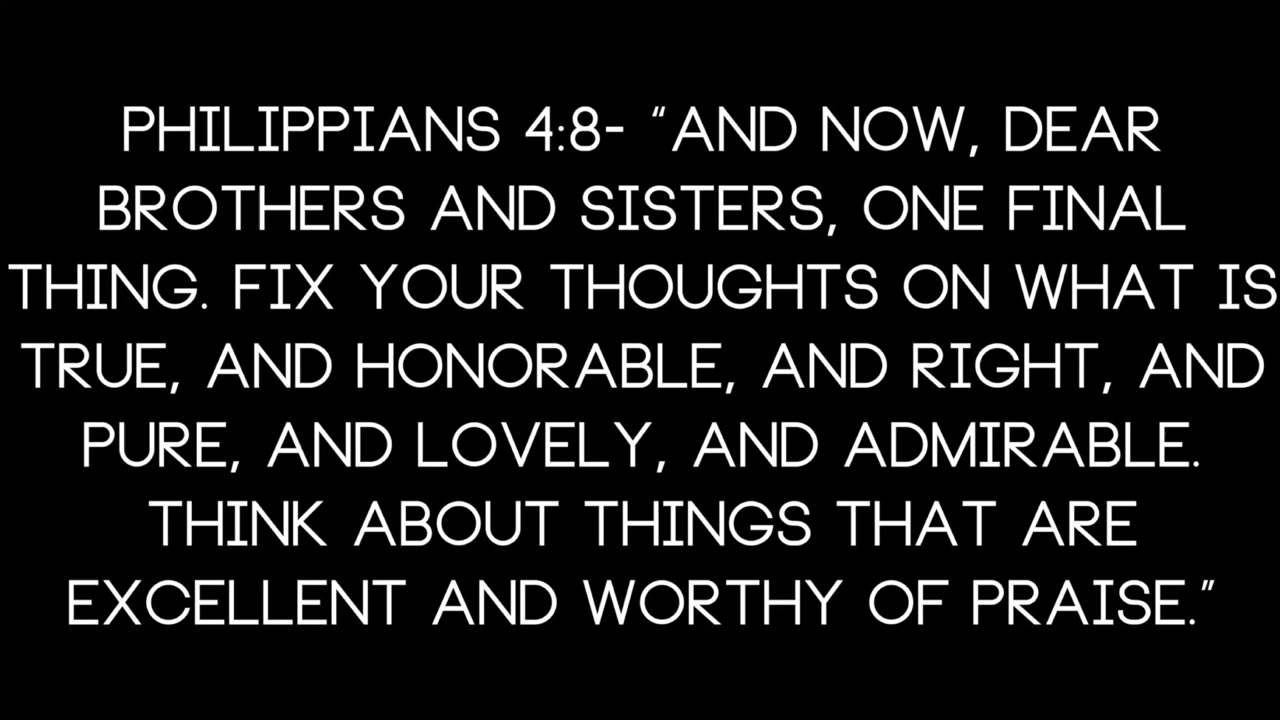 PHILIPPIANS 4:8- “AND NOW, DEAR
BROTHERS AND SISTERS, ONE FINAL
THING. FIX YOUR THOUGHTS ON WHAT IS
TRUE, AND HONORABLE, AND RIGHT, AND
PURE, AND LOVELY, AND ADMIRABLE.
THINK ABOUT THINGS THAT ARE
EXCELLENT AND WORTHY OF PRAISE.”